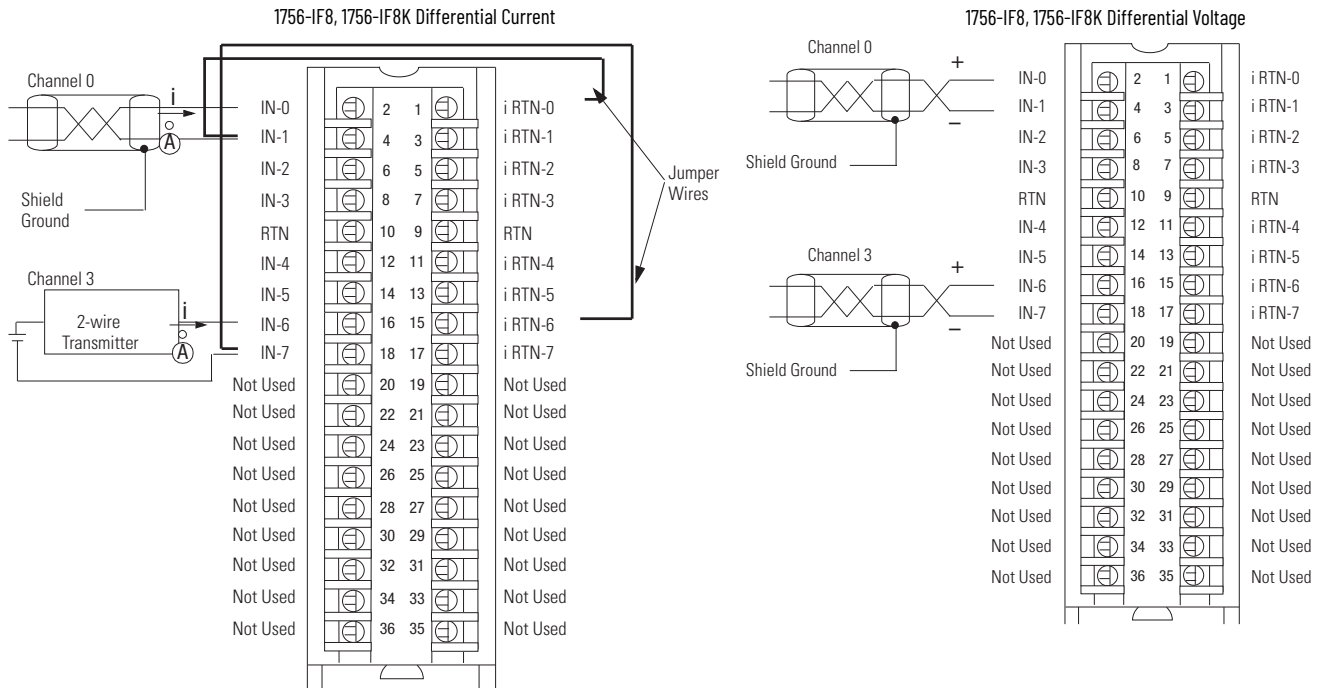 1756-IF8, 1756-IF8K Differential Current
Channel 0
i
A
Shield
Ground
Channel 3
2-wire
Transmitter
i
A
Jumper
Wires
IN-0 2 1 i RTN-0
IN-1 4 3 i RTN-1
IN-2 6 5 i RTN-2
IN-3 8 7 i RTN-3
RTN 10 9 RTN
IN-4 12 11 i RTN-4
IN-5 14 13 i RTN-5
IN-6 16 15 i RTN-6
IN-7 18 17 i RTN-7
Not Used 20 19 Not Used
Not Used 22 21 Not Used
Not Used 24 23 Not Used
Not Used 26 25 Not Used
Not Used 28 27 Not Used
Not Used 30 29 Not Used
Not Used 32 31 Not Used
Not Used 34 33 Not Used
Not Used 36 35 Not Used
1756-IF8, 1756-IF8K Differential Voltage
Channel 0
+
–
Shield Ground
Channel 3
+
–
Shield Ground
IN-0 2 1 i RTN-0
IN-1 4 3 i RTN-1
IN-2 6 5 i RTN-2
IN-3 8 7 i RTN-3
RTN 10 9 RTN
IN-4 12 11 i RTN-4
IN-5 14 13 i RTN-5
IN-6 16 15 i RTN-6
IN-7 18 17 i RTN-7
Not Used 20 19 Not Used
Not Used 22 21 Not Used
Not Used 24 23 Not Used
Not Used 26 25 Not Used
Not Used 28 27 Not Used
Not Used 30 29 Not Used
Not Used 32 31 Not Used
Not Used 34 33 Not Used
Not Used 36 35 Not Used